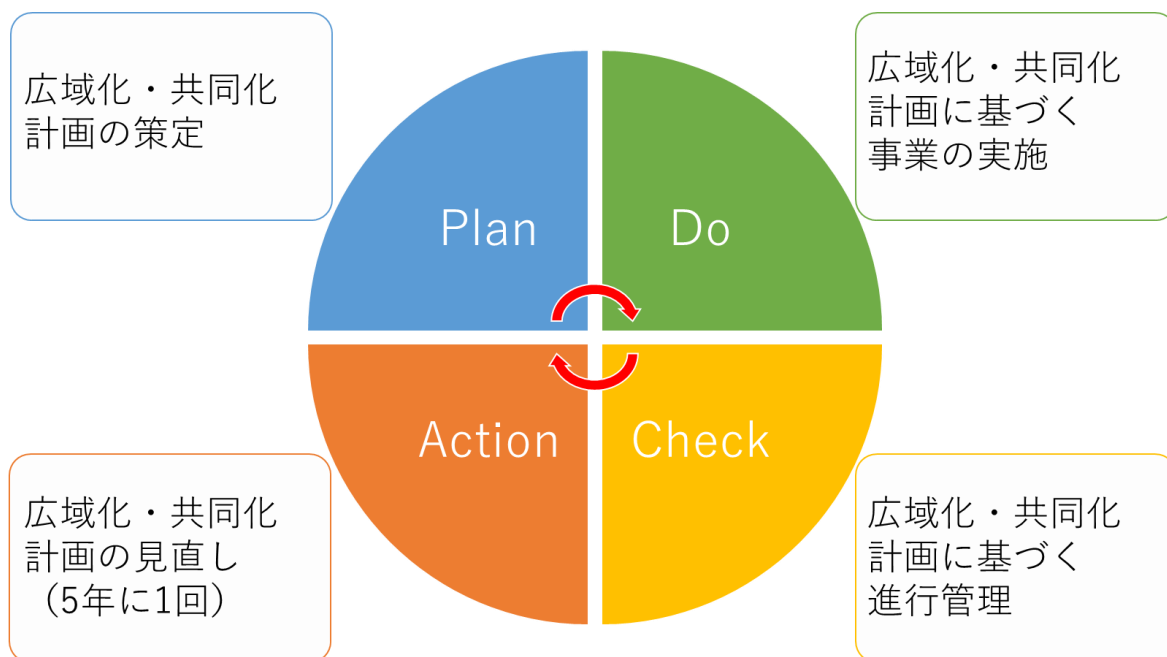 広域化・共同化
計画の策定
Plan
Do
広域化・共同化
計画に基づく
事業の実施
広域化・共同化
計画の見直し
（5年に1回）
Action
Check
広域化・共同化
計画に基づく
進行管理